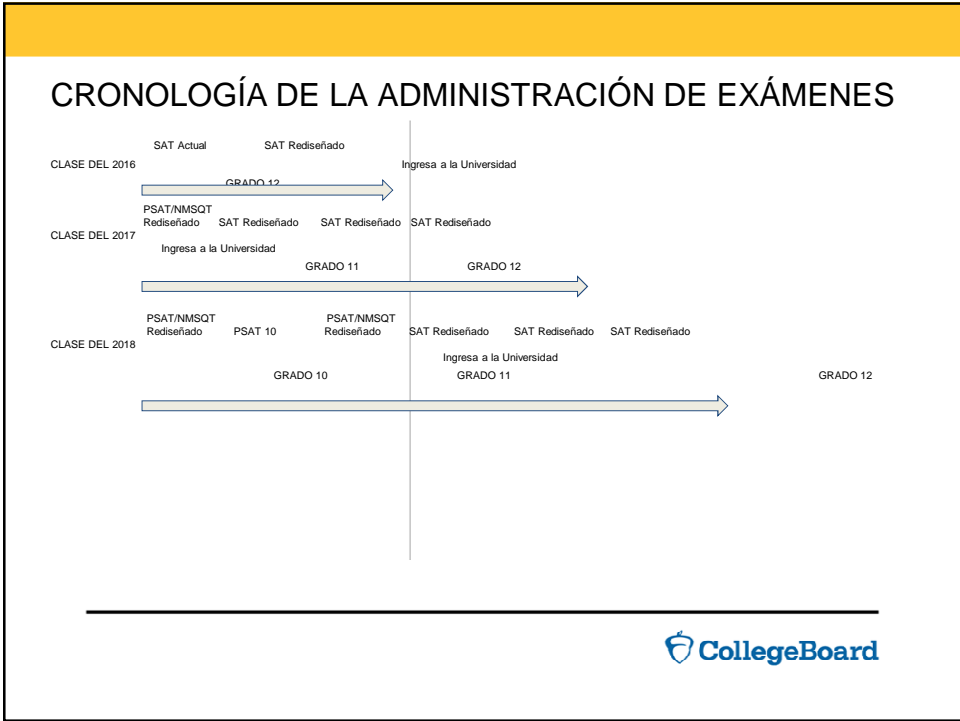 CRONOLOGÍA DE LA ADMINISTRACIÓN DE EXÁMENES
SAT Actual SAT Rediseñado
CLASE DEL 2016 Ingresa a la Universidad
GRADO 12
PSAT/NMSQT
Rediseñado SAT Rediseñado SAT Rediseñado SAT Rediseñado
CLASE DEL 2017
Ingresa a la Universidad
GRADO 11 GRADO 12
PSAT/NMSQT PSAT/NMSQT
Rediseñado PSAT 10 Rediseñado SAT Rediseñado SAT Rediseñado SAT Rediseñado
CLASE DEL 2018
Ingresa a la Universidad
GRADO 10 GRADO 11 GRADO 12
CollegeBoard